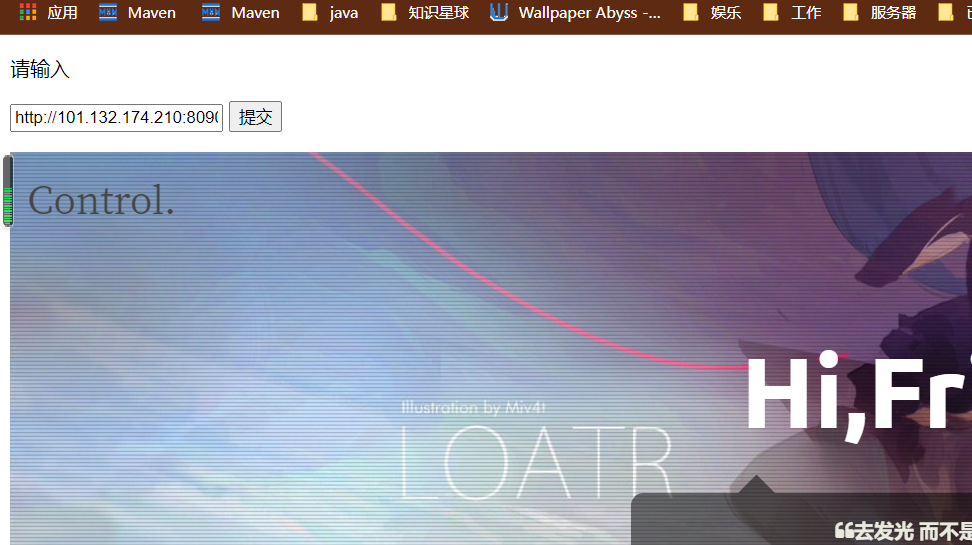 应用 Maven Maven java 知识星球 Wallpaper Abyss -... 娱乐 工作 服务器
请输入
http://101.132.174.210:809 提交
Control.
Hi,Fr
Illustration by Miv4t
LOATR
❝去发光 而不是